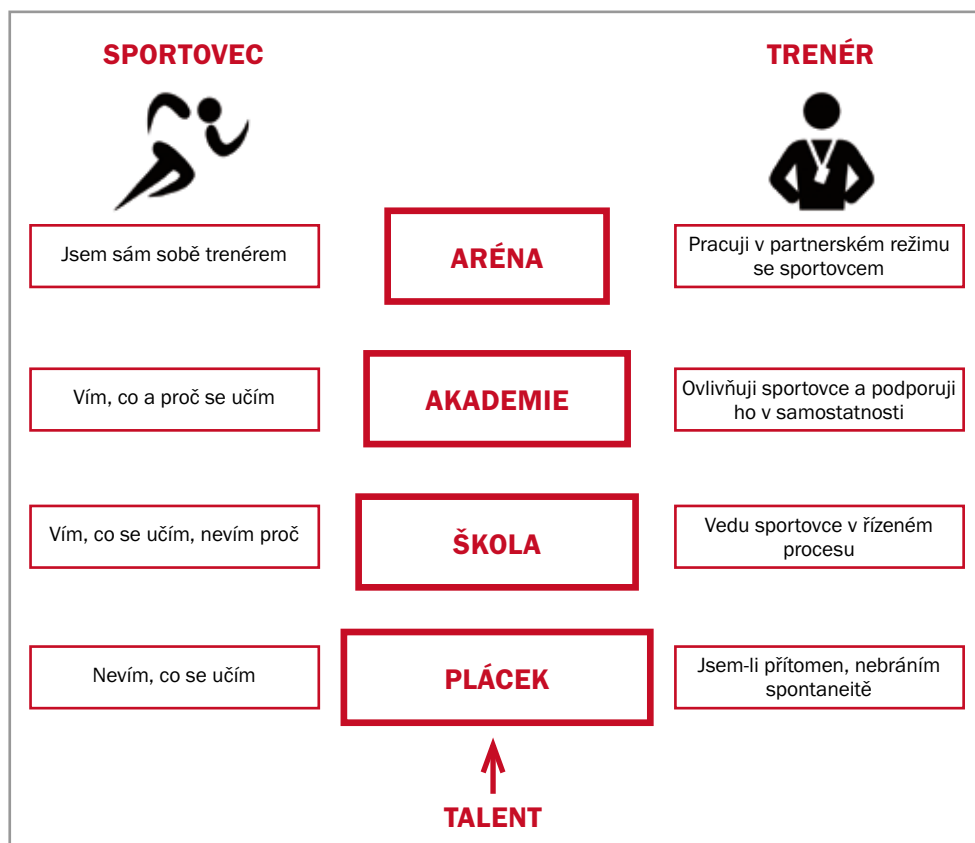 SPORTOVEC
TRENÉR
Jsem sám sobě trenérem
ARÉNA
Pracuji v partnerském režimu
se sportovcem
Vím, co a proč se učím
AKADEMIE
Ovlivňuji sportovce a podporuji
ho v samostatnosti
Vím, co se učím, nevím proč
ŠKOLA
Vedu sportovce v řízeném
procesu
Nevím, co se učím
PLÁCEK
Jsem-li přítomen, nebráním
spontaneitě
TALENT